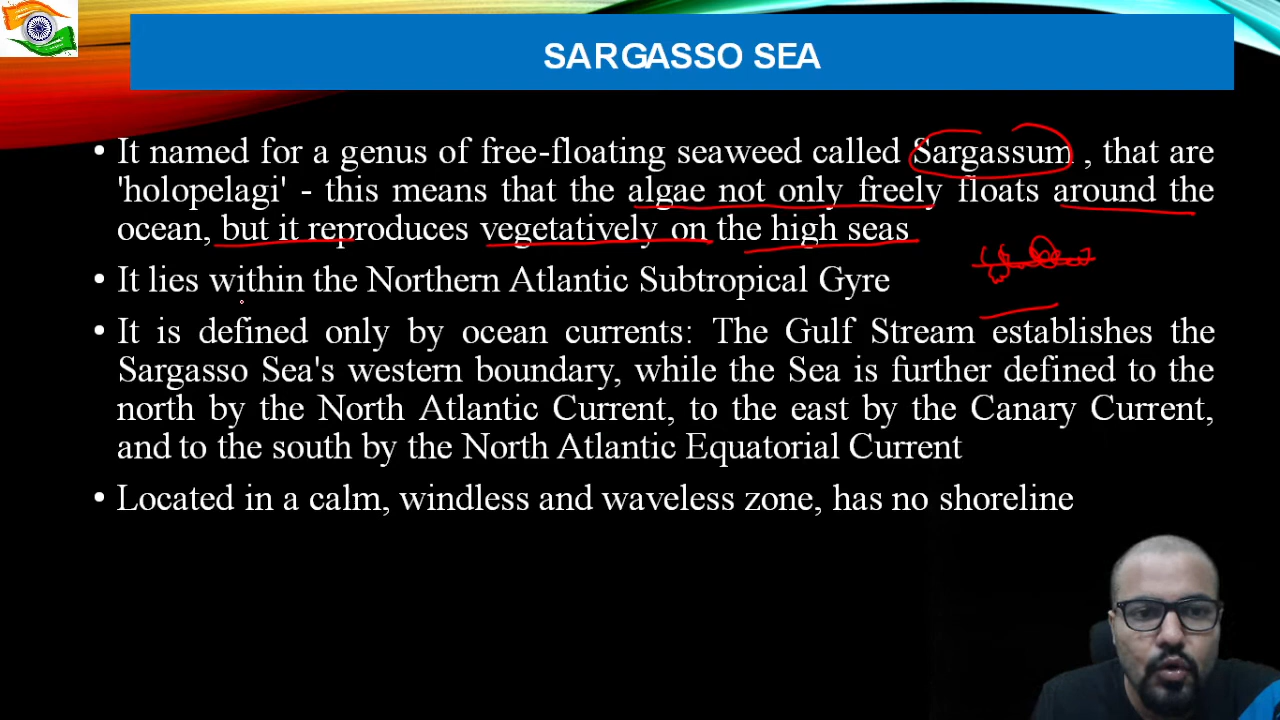 SARGASSO SEA
• It named for a genus of free-floating seaweed called Sargassum , that are
'holopelagi' - this means that the algae not only freely floats around the
ocean, but it reproduces vegetatively on the high seas
• It lies within the Northern Atlantic Subtropical Gyre
• It is defined only by ocean currents: The Gulf Stream establishes the
Sargasso Sea's western boundary, while the Sea is further defined to the
north by the North Atlantic Current, to the east by the Canary Current,
and to the south by the North Atlantic Equatorial Current
• Located in a calm, windless and waveless zone, has no shoreline